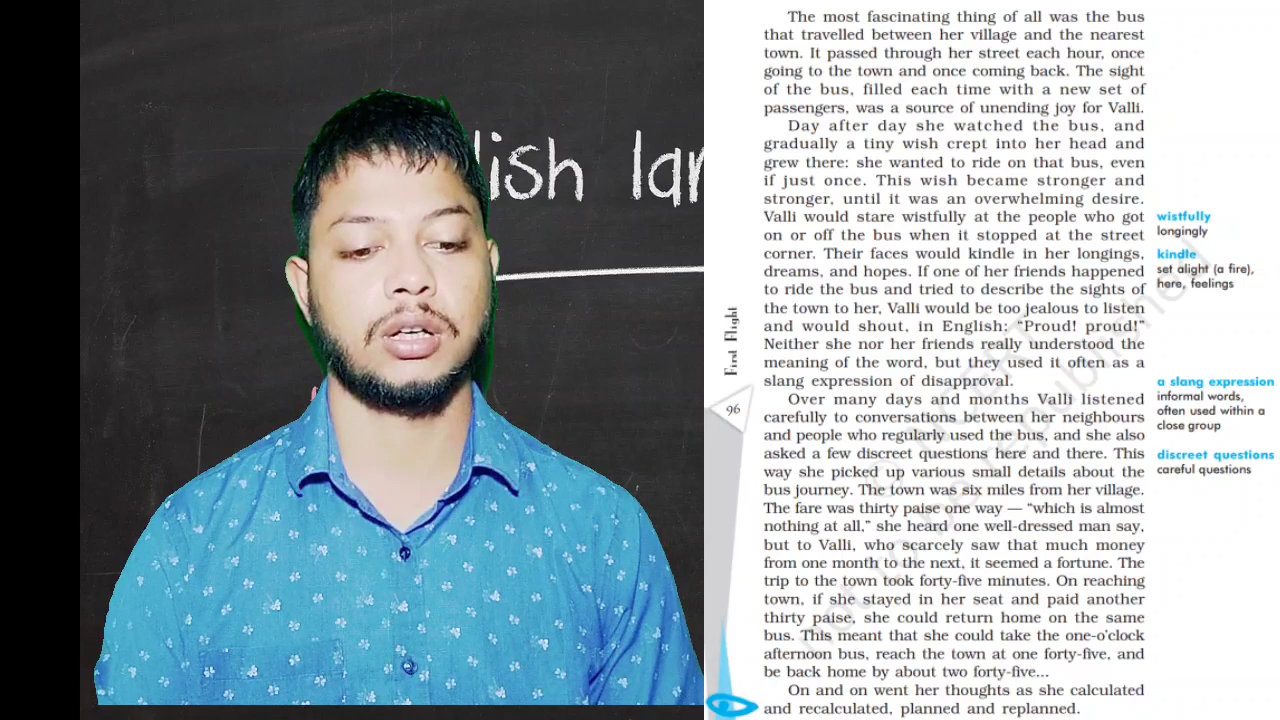 lish lan
The most fascinating thing of all was the bus
that travelled between her village and the nearest
town. It passed through her street each hour, once
going to the town and once coming back. The sight
of the bus, filled each time with a new set of
passengers, was a source of unending joy for Valli.
Day after day she watched the bus, and
gradually a tiny wish crept into her head and
grew there: she wanted to ride on that bus, even
if just once. This wish became stronger and
stronger, until it was an overwhelming desire.
Valli would stare wistfully at the people who got
on or off the bus when it stopped at the street
corner. Their faces would kindle in her longings,
dreams, and hopes. If one of her friends happened
to ride the bus and tried to describe the sights of
the town to her, Valli would be too jealous to listen
and would shout, in English: “Proud! proud!”
Neither she nor her friends really understood the
meaning of the word, but they used it often as a
slang expression of disapproval.
Over many days and months Valli listened
carefully to conversations between her neighbours
and people who regularly used the bus, and she also
asked a few discreet questions here and there. This
way she picked up various small details about the
bus journey. The town was six miles from her village.
The fare was thirty paise one way — “which is almost
nothing at all,” she heard one well-dressed man say,
but to Valli, who scarcely saw that much money
from one month to the next, it seemed a fortune. The
trip to the town took forty-five minutes. On reaching
town, if she stayed in her seat and paid another
thirty paise, she could return home on the same
bus. This meant that she could take the one-o’clock
afternoon bus, reach the town at one forty-five, and
be back home by about two forty-five...
On and on went her thoughts as she calculated
and recalculated, planned and replanned.
wistfully
longingly
kindle
set alight (a fire),
here, feelings
a slang expression
informal words,
often used within a
close group
discreet questions
careful questions
First Flight
96
© NCERT
not to be republished